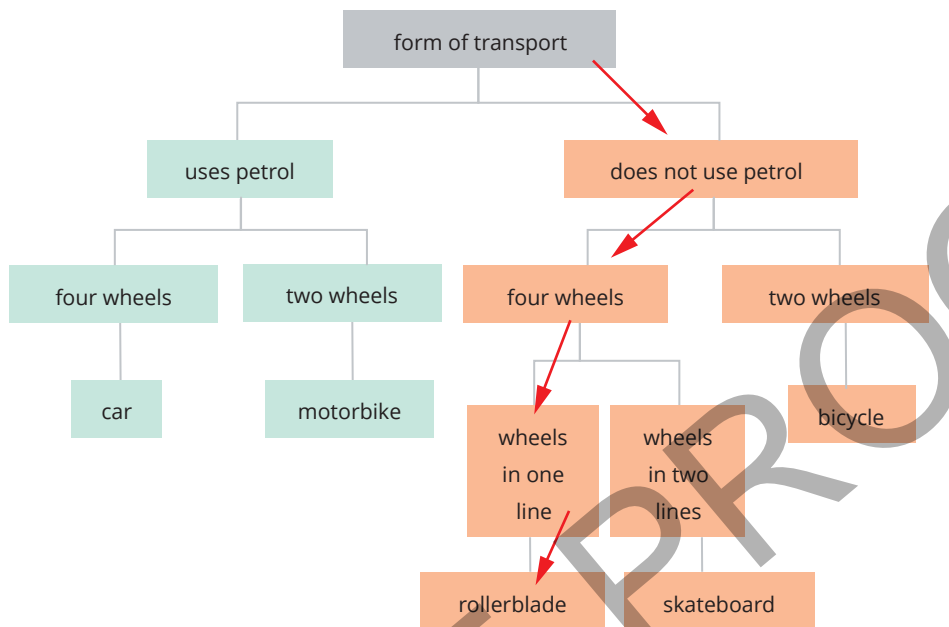 form of transport
uses petrol
does not use petrol
four wheels
two wheels
four wheels
two wheels
car
motorbike
wheels
in one
line
wheels
in two
lines
bicycle
rollerblade
skateboard
PRO